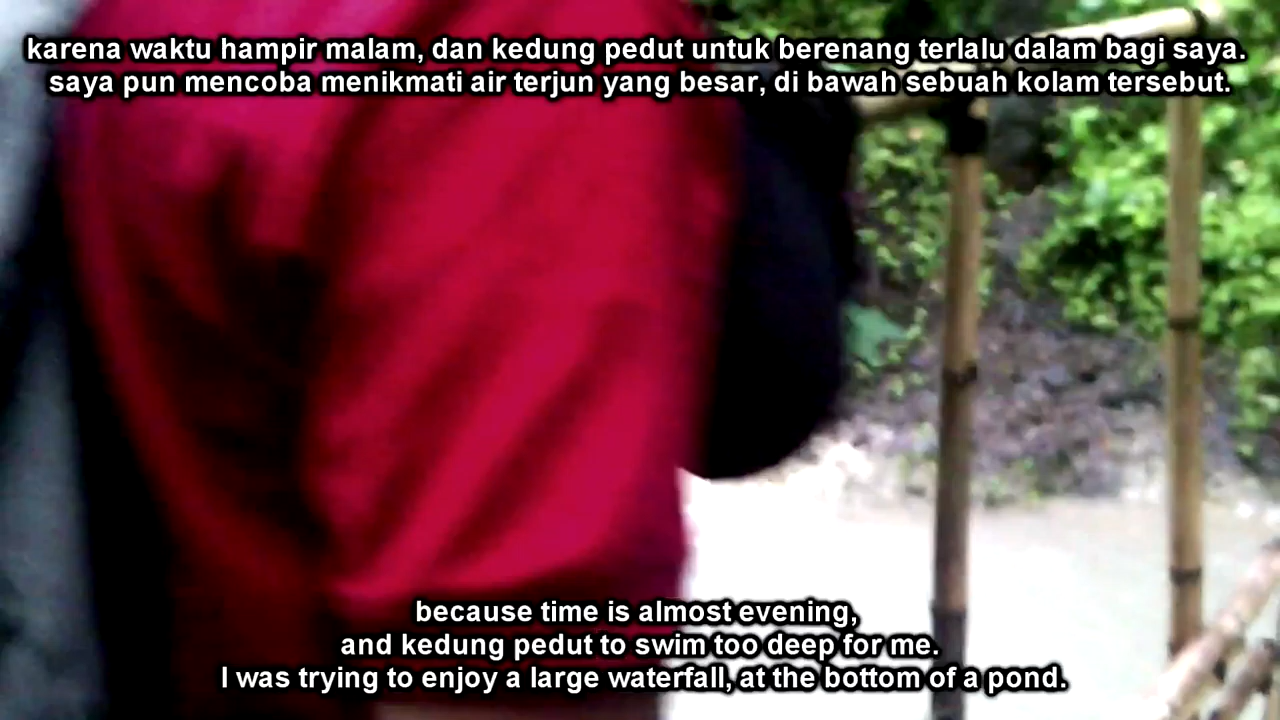 karena waktu hampir malam, dan kedung pedut untuk berenang terlalu dalam bagi saya.
saya pun mencoba menikmati air terjun yang besar, di bawah sebuah kolam tersebut.
because time is almost evening,
and kedung pedut to swim too deep for me.
I was trying to enjoy a large waterfall, at the bottom of a pond.